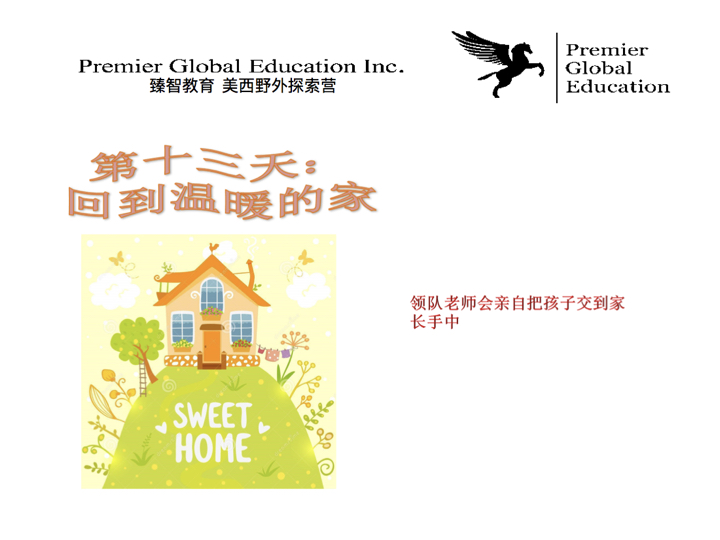 Premier Global Education Inc.
臻智教育 美西野外探索营
Premier
Global
Education
第十三天：
回到温暖的家
领队老师会亲自把孩子交到家
长手中
SWEET
HOME